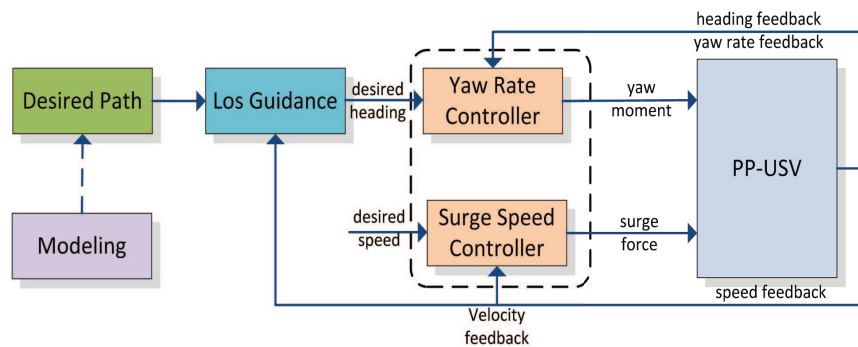 heading feedback
yaw rate feedback
Desired Path
Los Guidance
desired
heading
Yaw Rate
Controller
yaw
moment
PP-USV
Modeling
desired
speed
Surge Speed
Controller
surge
force
speed feedback
Velocity
feedback